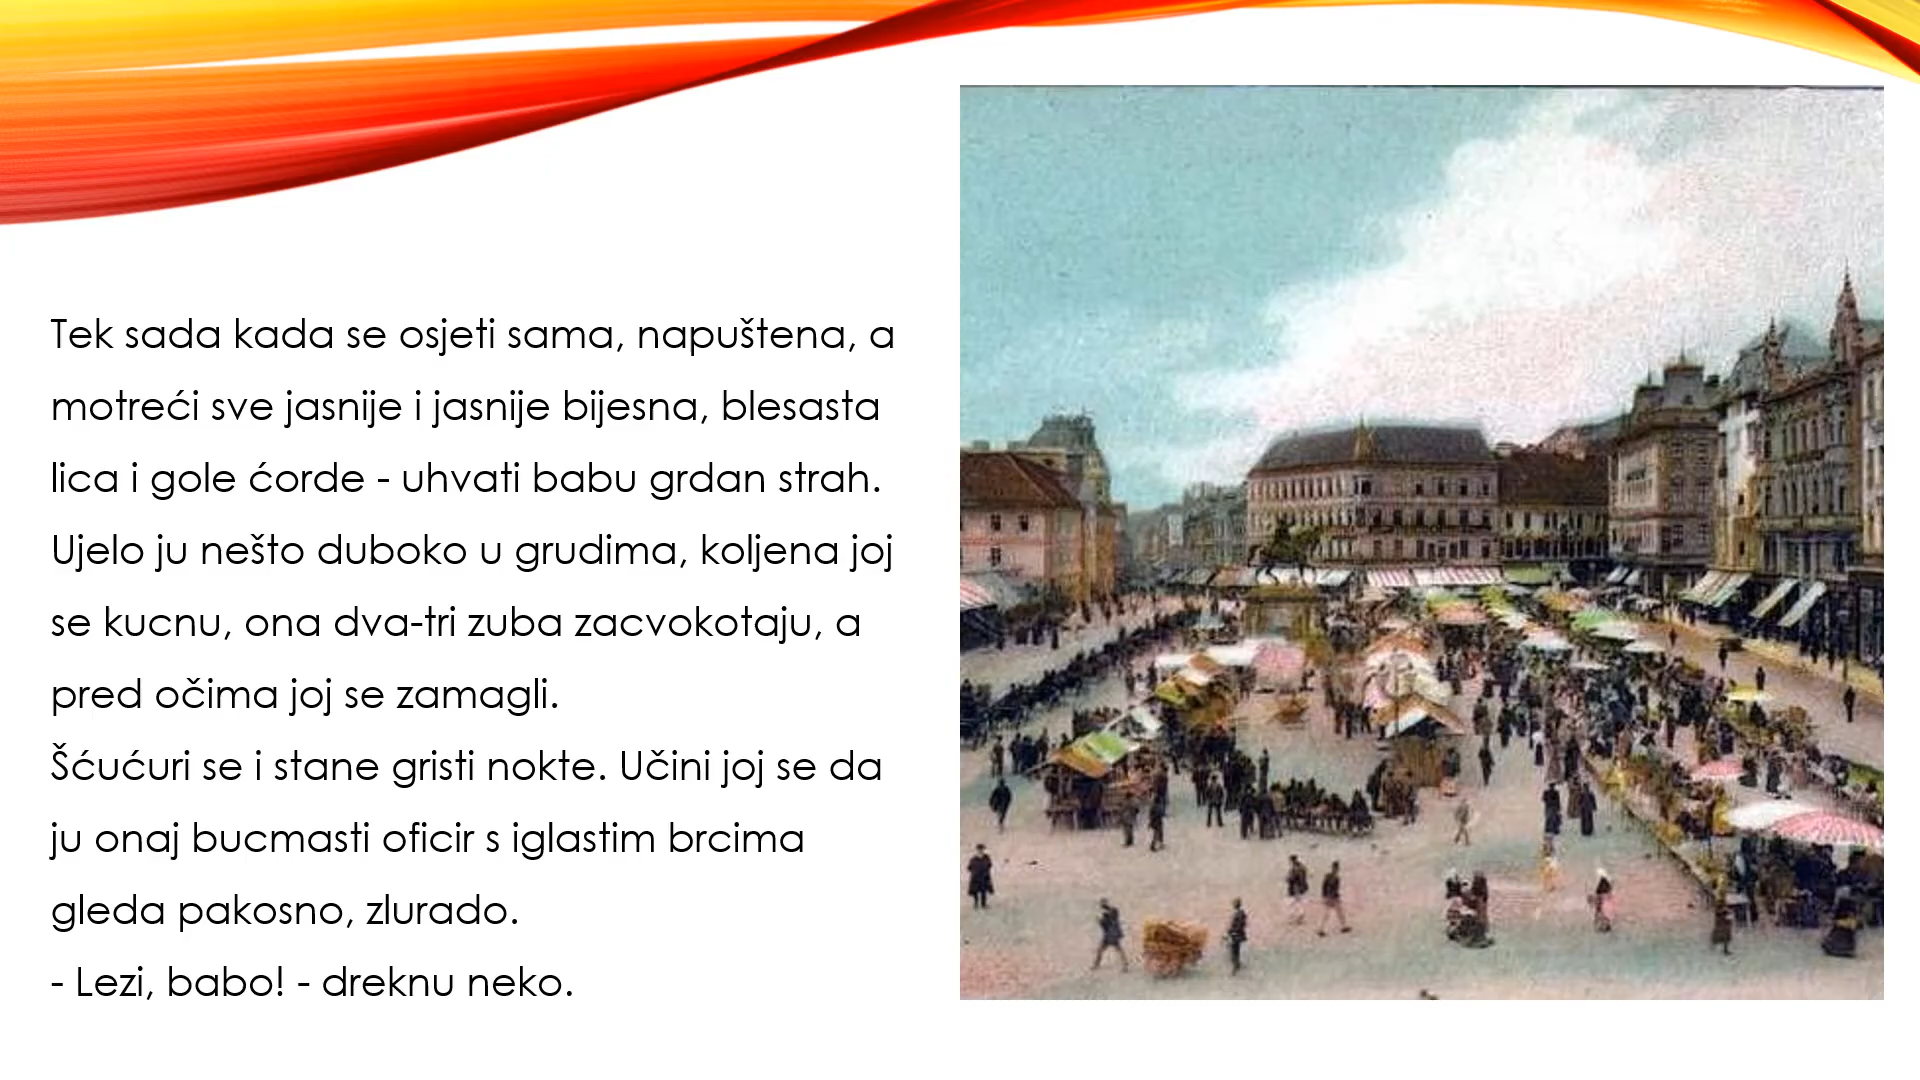 Tek sada kada se osjeti sama, napuštena, a
motreći sve jasnije i jasnije bijesna, blesasta
lica i gole ćorde - uhvati babu grdan strah.
Ujelo ju nešto duboko u grudima, koljena joj
se kucnu, ona dva-tri zuba zacvokotaju, a
pred očima joj se zamagli.
Šćućuri se i stane gristi nokte. Učini joj se da
ju onaj bucmasti oficir s iglastim brcima
gleda pakosno, zlurado.
- Lezi, babo! - dreknu neko.